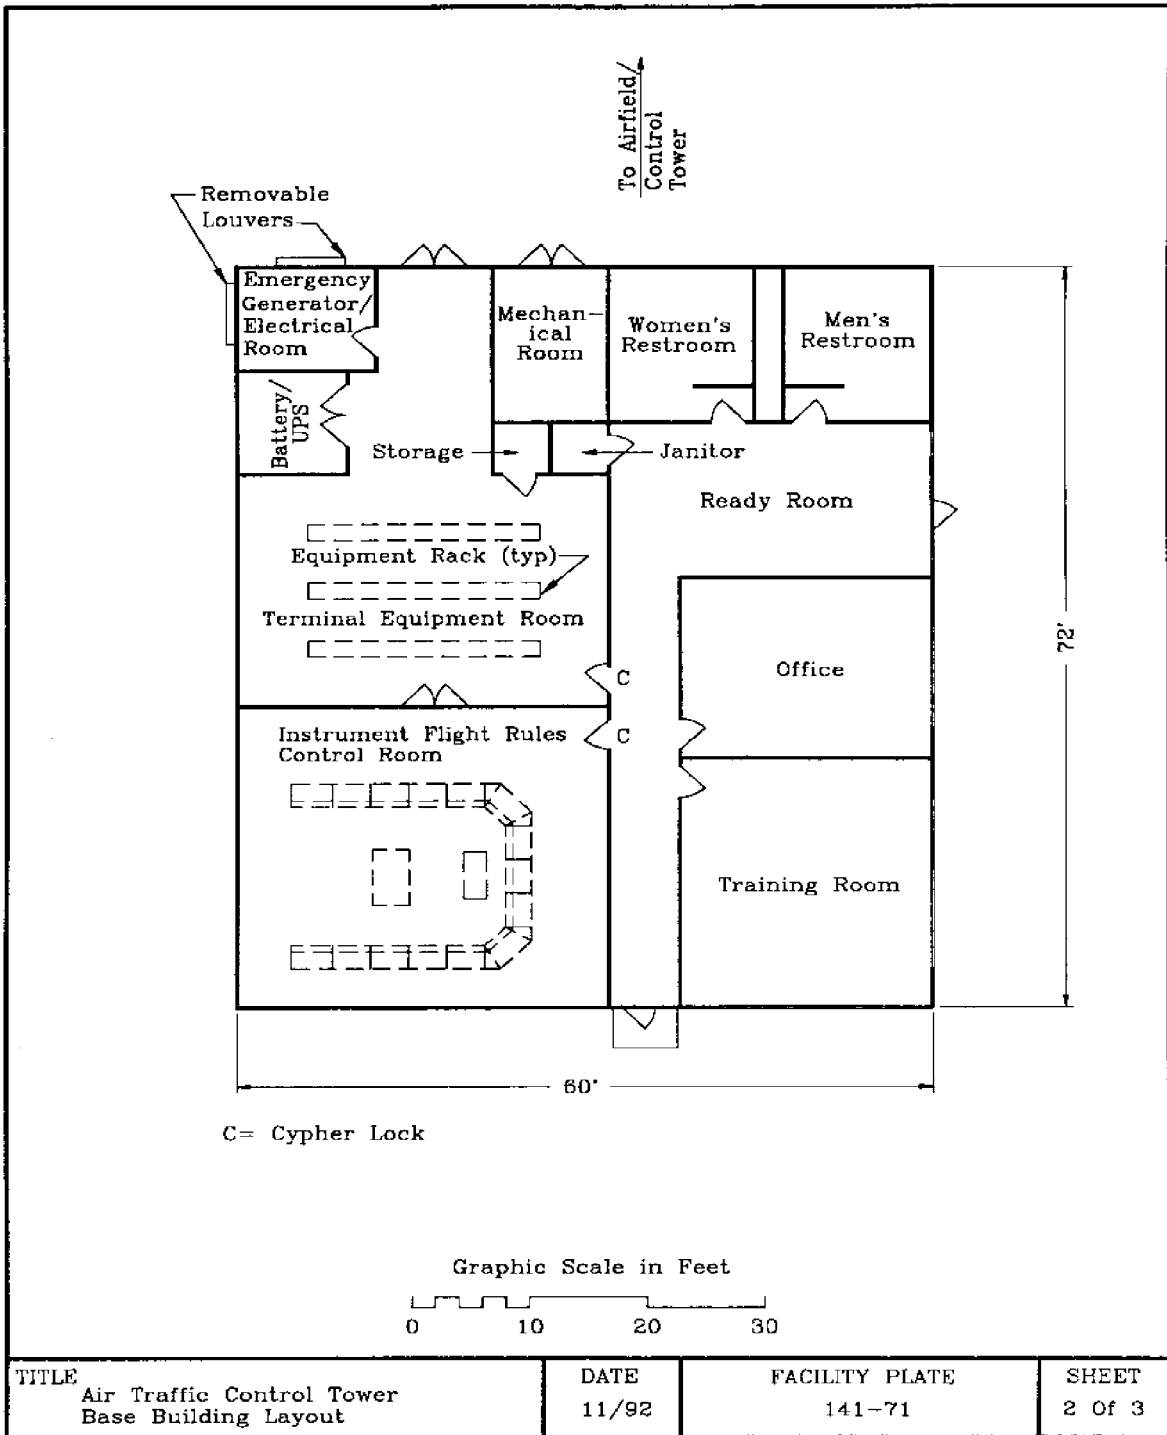 To Airfield/
Control
Tower
Removable
Louvers
Emergency
Generator/
Electrical
Room
Mechan-
ical
Room
Women's
Restroom
Men's
Restroom
Battery/
UPS
Storage
Janitor
Ready Room
Equipment Rack (typ)
Terminal Equipment Room
72'
Office
C
C
Instrument Flight Rules
Control Room
Training Room
60'
C= Cypher Lock
Graphic Scale in Feet
0 10 20 30
TITLE
Air Traffic Control Tower
Base Building Layout
DATE
11/92
FACILITY PLATE
141-71
SHEET
2 Of 3